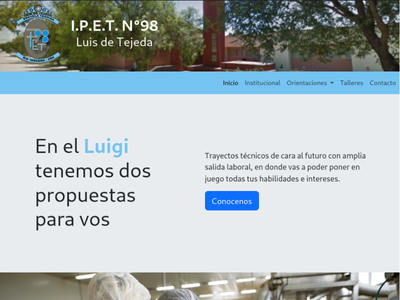 I.P.E.T. N°98
Luis de Tejeda
Inicio Institucional Orientaciones Talleres Contacto
En el Luigi
tenemos dos
propuestas
para vos
Trayectos técnicos de cara al futuro con amplia
salida laboral, en donde vas a poder poner en
juego todas tus habilidades e intereses.
Conocenos